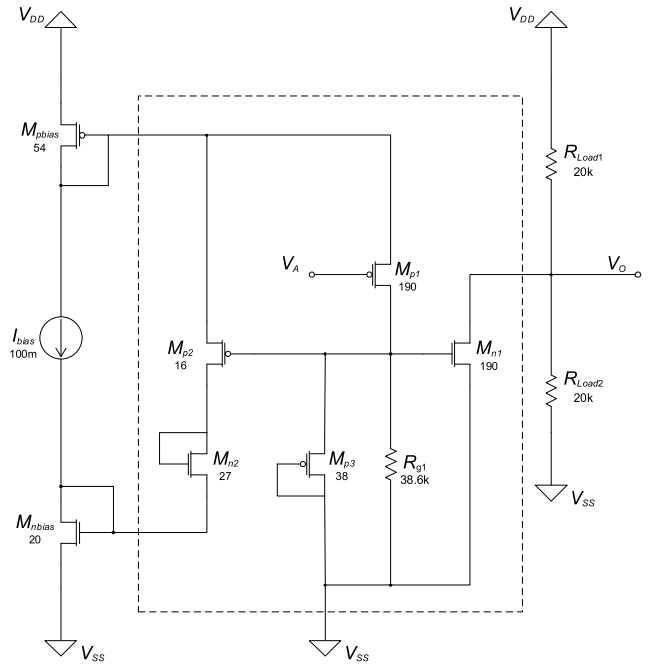 VDD
VDD
Mpbias
54
RLoad1
20k
VA
Mp1
190
VO
Ibias
100m
Mp2
16
Mn1
190
RLoad2
20k
Mn2
27
Mp3
38
Rg1
38.6k
VSS
Mnbias
20
VSS
VSS